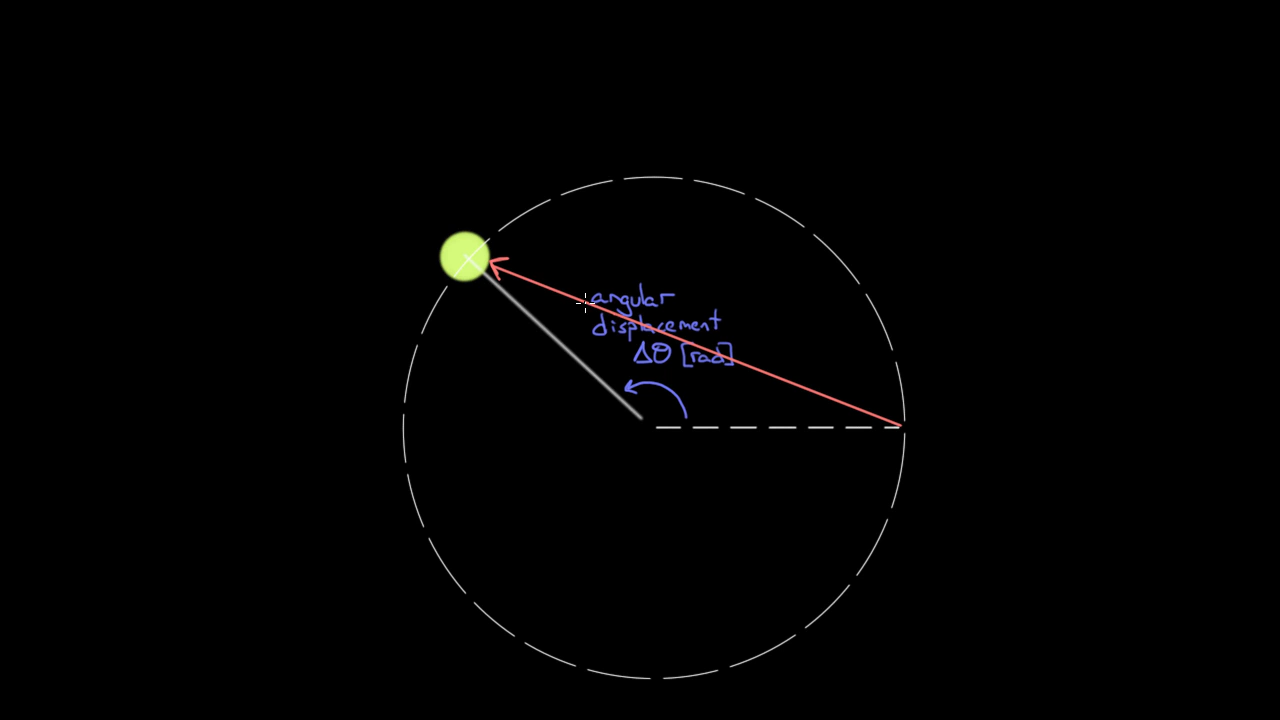 angular
displacement
ΔΘ [rad]